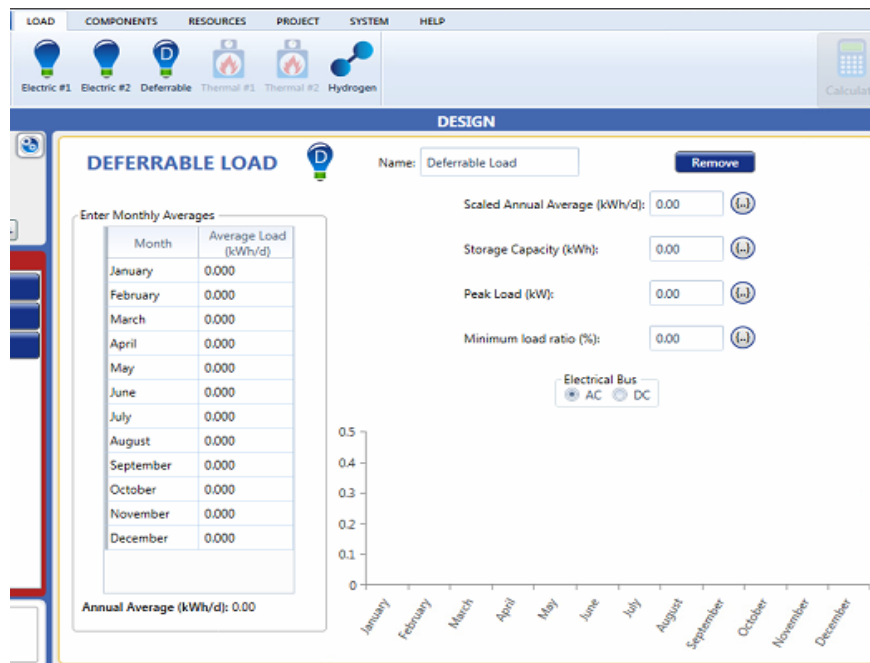 LOAD COMPONENTS RESOURCES PROJECT SYSTEM HELP
D
Electric #1 Electric #2 Deferrable Thermal #1 Thermal #2 Hydrogen
DESIGN
DEFERRABLE LOAD D Name: Deferrable Load Remove
Scaled Annual Average (kWh/d): 0.00 {..}
Enter Monthly Averages
Month Average Load (kWh/d)
Storage Capacity (kWh): 0.00 {..}
January 0.000
February 0.000
Peak Load (kW): 0.00 {..}
March 0.000
April 0.000
Minimum load ratio (%): 0.00 {..}
May 0.000
Electrical Bus
June 0.000
AC DC
July 0.000
August 0.000
September 0.000
October 0.000
November 0.000
December 0.000
Annual Average (kWh/d): 0.00
0.5
0.4
0.3
0.2
0.1
0
January February March April May June July August September October November December